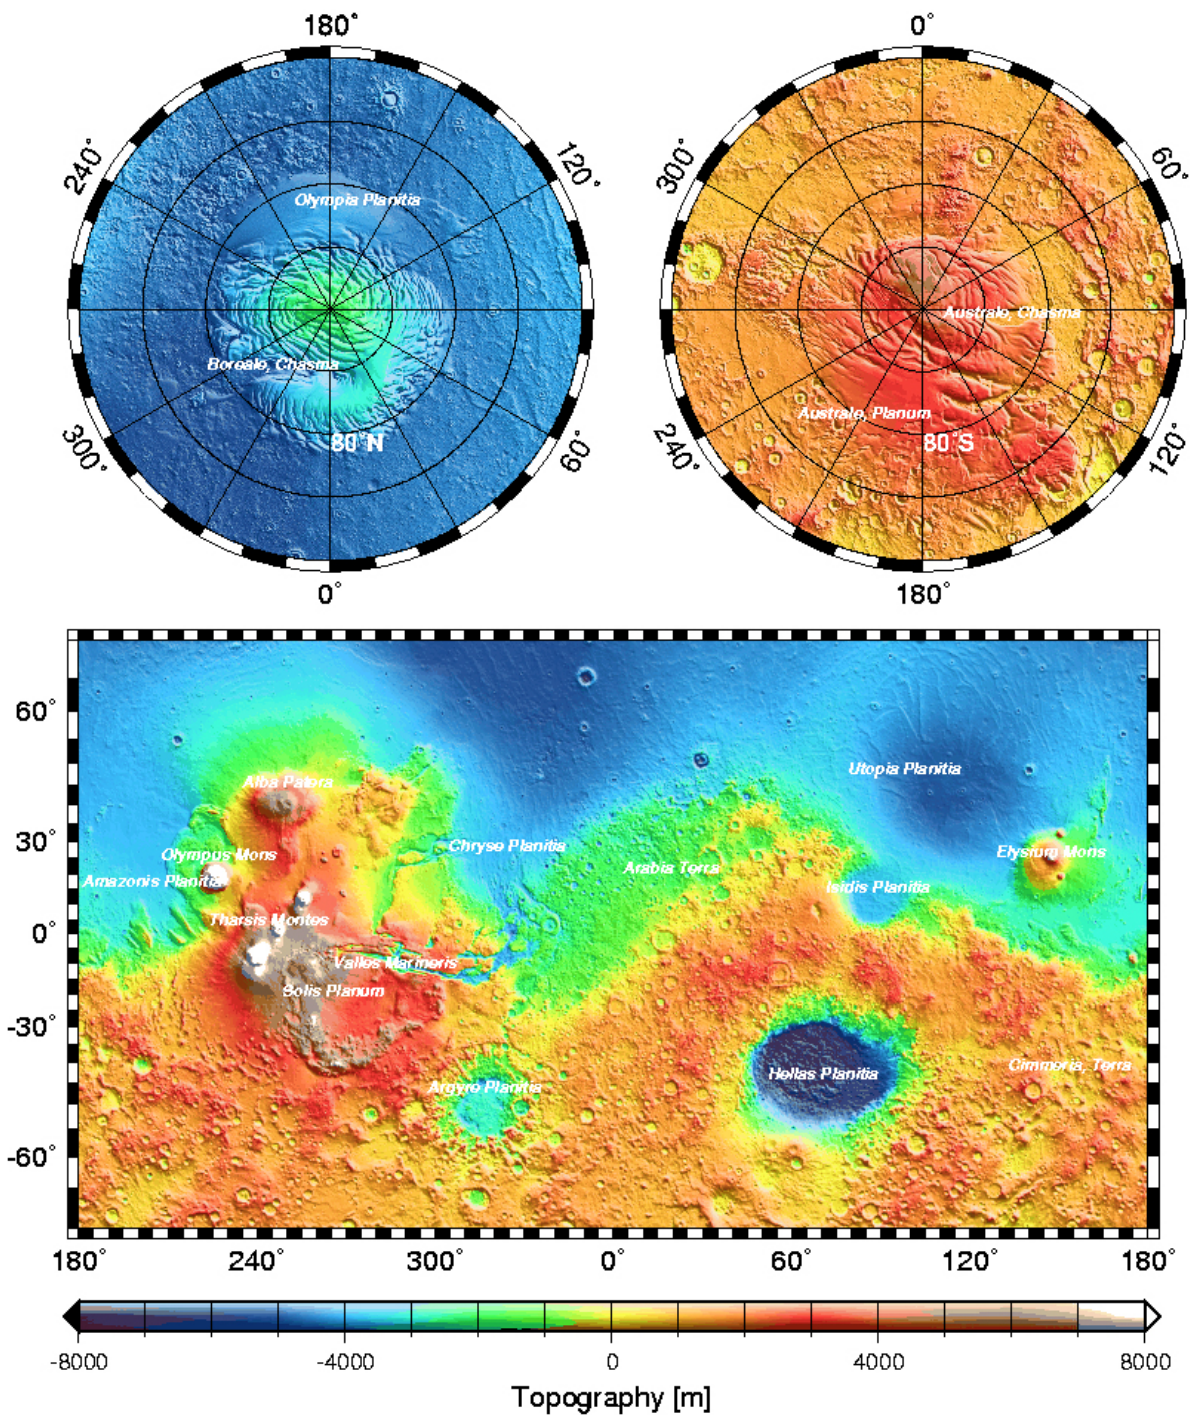 180°
0°
240°
120°
300°
60°
Olympia Planitia
Boreale, Chasma
80°N
300°
60°
0°
Australe, Chasma
Australe, Planum
80°S
240°
120°
180°
60°
30°
0°
-30°
-60°
Alba Patera
Olympus Mons
Amazonis Planitia
Tharsis Montes
Valles Marineris
Solis Planum
Argyre Planitia
Chryse Planitia
Arabia Terra
Utopia Planitia
Isidis Planitia
Elysium Mons
Hellas Planitia
Cimmeria, Terra
180° 240° 300° 0° 60° 120° 180°
-8000 -4000 0 4000 8000
Topography [m]